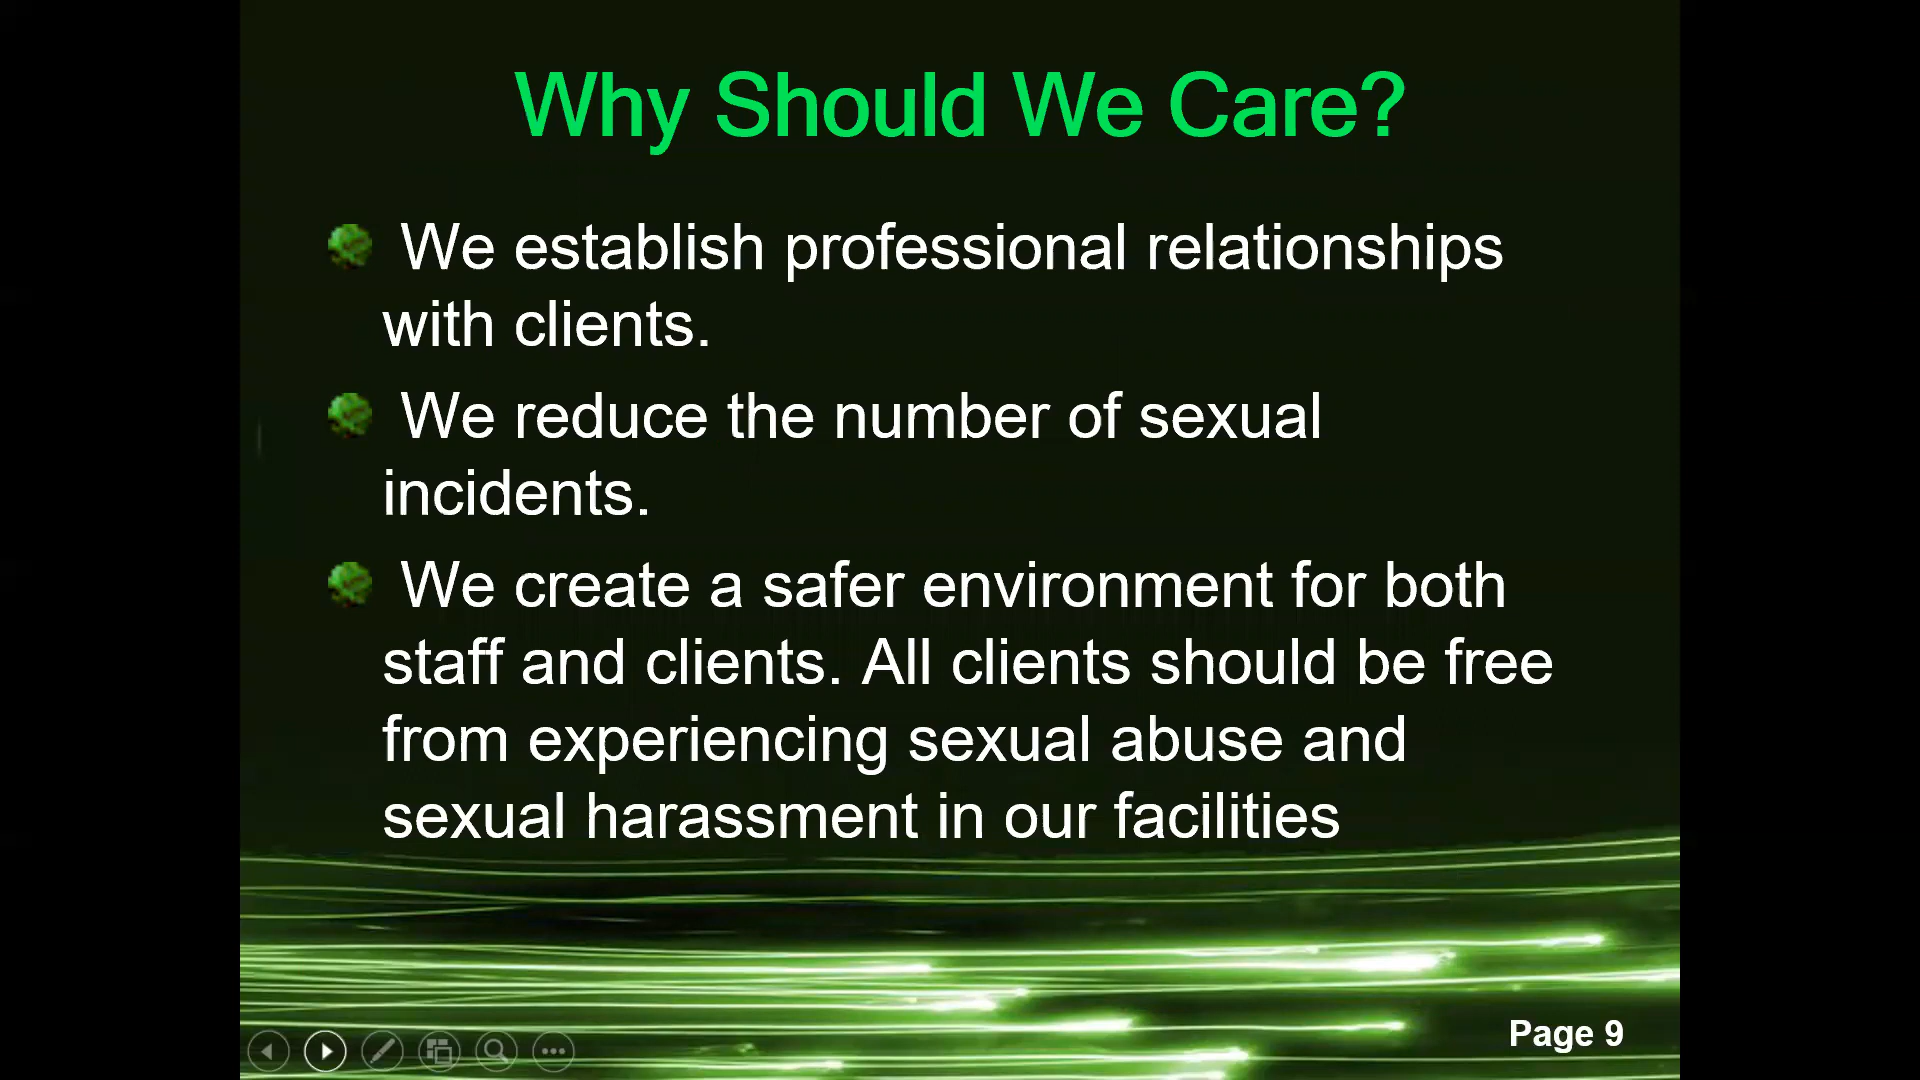 Why Should We Care?
We establish professional relationships
with clients.
We reduce the number of sexual
incidents.
We create a safer environment for both
staff and clients. All clients should be free
from experiencing sexual abuse and
sexual harassment in our facilities
Page 9